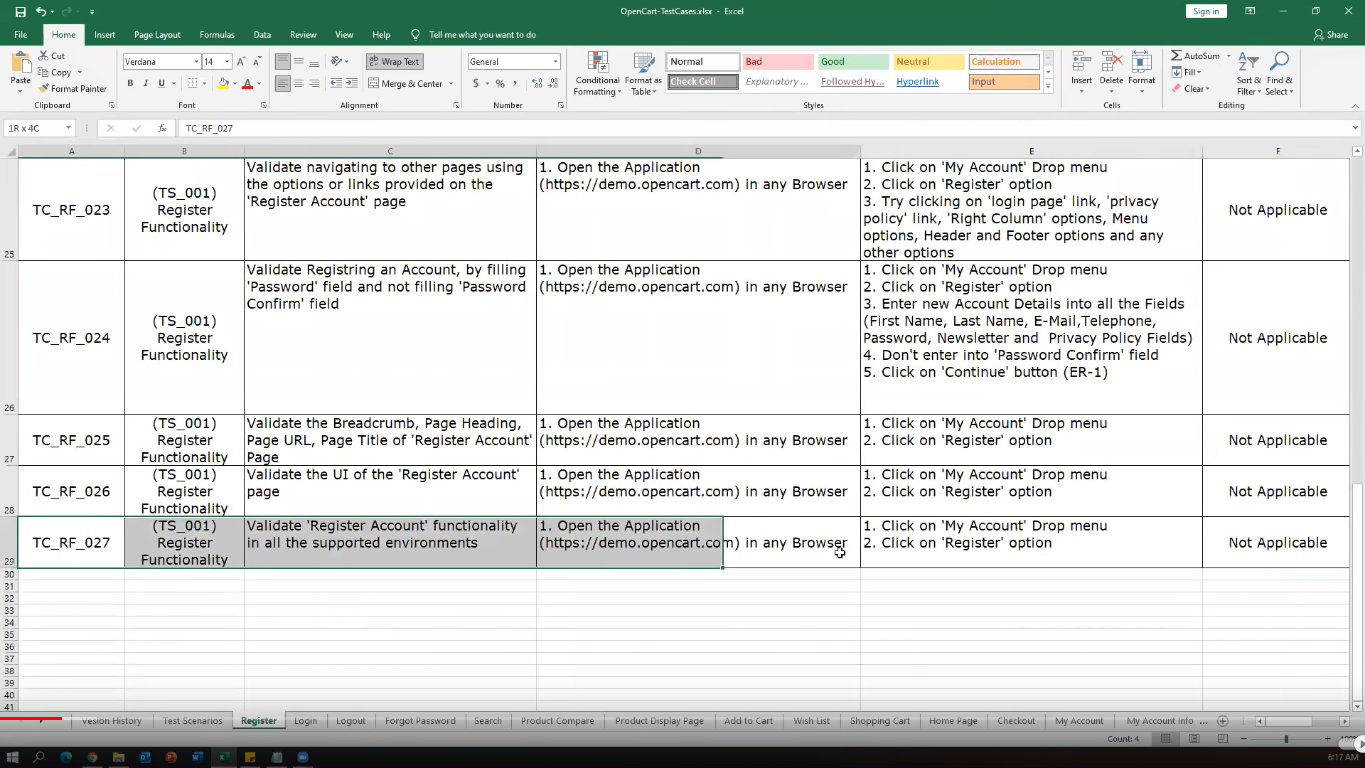 OpenCart-TestCases.xlsx - Excel
Sign in
File Home Insert Page Layout Formulas Data Review View Help Tell me what you want to do
Share
Paste
Cut
Copy
Format Painter
Clipboard
Verdana 14
B I U
Font
Wrap Text
Merge & Center
Alignment
General
$ % ,
Number
Conditional Formatting
Format as Table
Normal Bad Good Neutral Calculation
Check Cell Explanatory ... Followed Hy... Hyperlink Input
Styles
Insert Delete Format
Cells
AutoSum
Fill
Clear
Sort & Filter
Find & Select
Editing
1R x 4C
fx
TC_RF_027
A B C D E F
25
TC_RF_023
(TS_001)
Register
Functionality
Validate navigating to other pages using
the options or links provided on the
'Register Account' page
1. Open the Application
(https://demo.opencart.com) in any Browser
1. Click on 'My Account' Drop menu
2. Click on 'Register' option
3. Try clicking on 'login page' link, 'privacy
policy' link, 'Right Column' options, Menu
options, Header and Footer options and any
other options
Not Applicable
26
TC_RF_024
(TS_001)
Register
Functionality
Validate Registring an Account, by filling
'Password' field and not filling 'Password
Confirm' field
1. Open the Application
(https://demo.opencart.com) in any Browser
1. Click on 'My Account' Drop menu
2. Click on 'Register' option
3. Enter new Account Details into all the Fields
(First Name, Last Name, E-Mail,Telephone,
Password, Newsletter and  Privacy Policy Fields)
4. Don't enter into 'Password Confirm' field
5. Click on 'Continue' button (ER-1)
Not Applicable
27
TC_RF_025
(TS_001)
Register
Functionality
Validate the Breadcrumb, Page Heading,
Page URL, Page Title of 'Register Account'
Page
1. Open the Application
(https://demo.opencart.com) in any Browser
1. Click on 'My Account' Drop menu
2. Click on 'Register' option
Not Applicable
28
TC_RF_026
(TS_001)
Register
Functionality
Validate the UI of the 'Register Account'
page
1. Open the Application
(https://demo.opencart.com) in any Browser
1. Click on 'My Account' Drop menu
2. Click on 'Register' option
Not Applicable
29
TC_RF_027
(TS_001)
Register
Functionality
Validate 'Register Account' functionality
in all the supported environments
1. Open the Application
(https://demo.opencart.com) in any Browser
1. Click on 'My Account' Drop menu
2. Click on 'Register' option
Not Applicable
30
31
32
33
34
35
36
37
38
39
40
41
Vesion History Test Scenarios Register Login Logout Forgot Password Search Product Compare Product Display Page Add to Cart Wish List Shopping Cart Home Page Checkout My Account My Account Info ...
Count: 4
6:17 AM